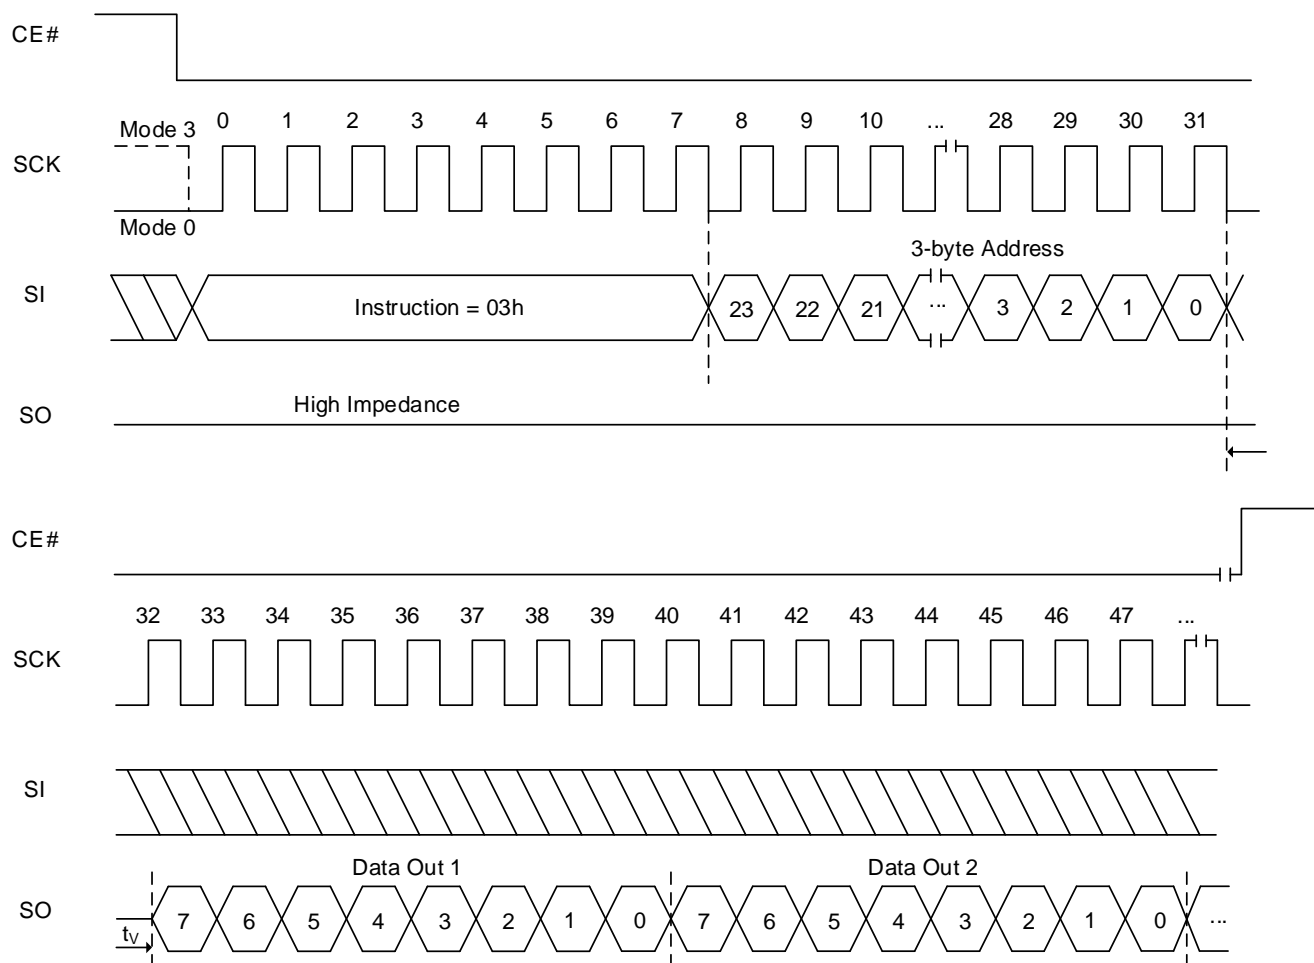 CE#
Mode 3 0 1 2 3 4 5 6 7 8 9 10 ... 28 29 30 31
SCK
Mode 0
3-byte Address
SI Instruction = 03h 23 22 21 ... 3 2 1 0
High Impedance
SO
CE#
32 33 34 35 36 37 38 39 40 41 42 43 44 45 46 47 ...
SCK
SI
Data Out 1 Data Out 2
SO 7 6 5 4 3 2 1 0 7 6 5 4 3 2 1 0 ...
tV